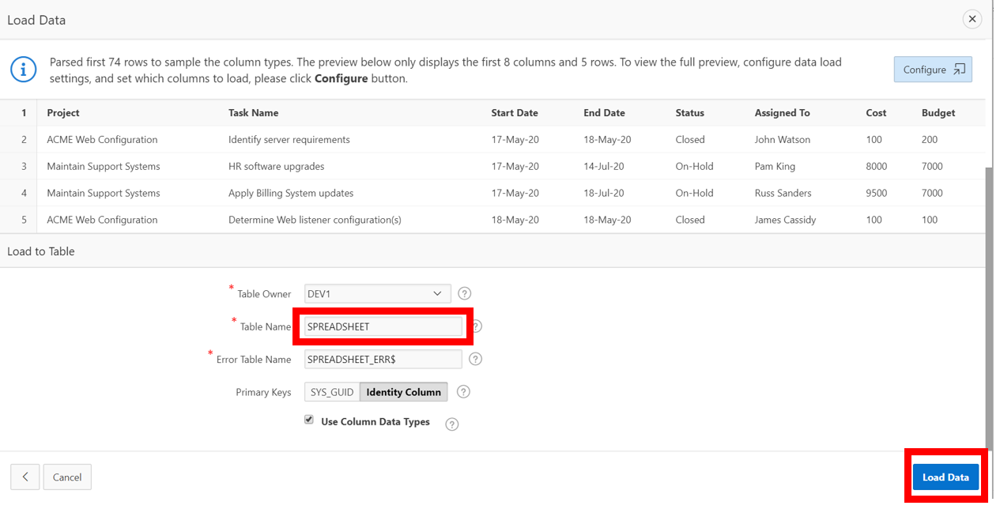 Load Data
Parsed first 74 rows to sample the column types. The preview below only displays the first 8 columns and 5 rows. To view the full preview, configure data load
settings, and set which columns to load, please click Configure button.
Configure
1 Project Task Name Start Date End Date Status Assigned To Cost Budget
2 ACME Web Configuration Identify server requirements 17-May-20 18-May-20 Closed John Watson 100 200
3 Maintain Support Systems HR software upgrades 17-May-20 14-Jul-20 On-Hold Pam King 8000 7000
4 Maintain Support Systems Apply Billing System updates 17-May-20 18-Jul-20 On-Hold Russ Sanders 9500 7000
5 ACME Web Configuration Determine Web listener configuration(s) 18-May-20 18-May-20 Closed James Cassidy 100 100
Load to Table
* Table Owner DEV1 ?
* Table Name SPREADSHEET ?
* Error Table Name SPREADSHEET_ERR$ ?
Primary Keys SYS_GUID Identity Column ?
Use Column Data Types ?
Cancel Load Data